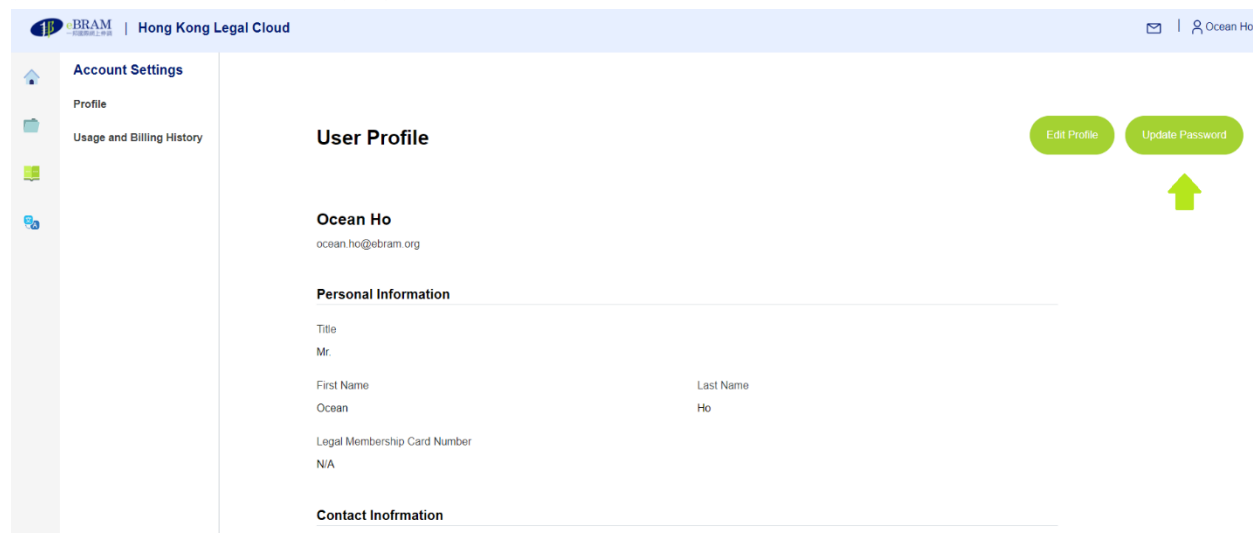 eBRAM | Hong Kong Legal Cloud
Ocean Ho
Account Settings
Profile
Usage and Billing History
User Profile
Edit Profile
Update Password
Ocean Ho
ocean.ho@ebram.org
Personal Information
Title
Mr.
First Name
Last Name
Ocean
Ho
Legal Membership Card Number
N/A
Contact Inofrmation